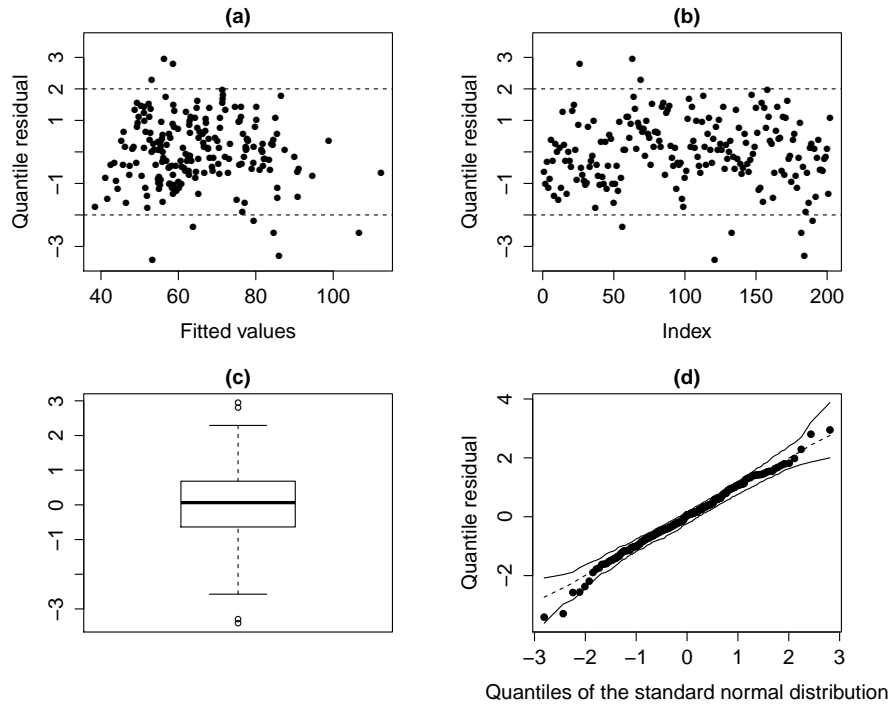 (a)
Quantile residual
3
2
1
−1
−3
40 60 80 100
Fitted values
(b)
Quantile residual
3
2
1
−1
−3
0 50 100 150 200
Index
(c)
3
2
1
0
−1
−3
(d)
Quantile residual
4
2
0
−2
−3 −2 −1 0 1 2 3
Quantiles of the standard normal distribution